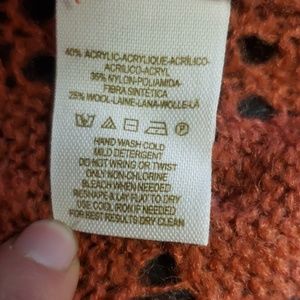 40% ACRYLIC-ACRYLIQUE-ACRÍLICO-
ACRILICO-ACRYL
35% NYLON-POLIAMIDA-
FIBRA SINTÉTICA
25% WOOL-LAINE-LANA-WOLLE-LÃ
P
HAND WASH COLD
MILD DETERGENT
DO NOT WRING OR TWIST
ONLY NON-CHLORINE
BLEACH WHEN NEEDED
RESHAPE FLAT TO DRY
USE COOL IRON IF NEEDED
FOR BEST RESULTS DRY CLEAN